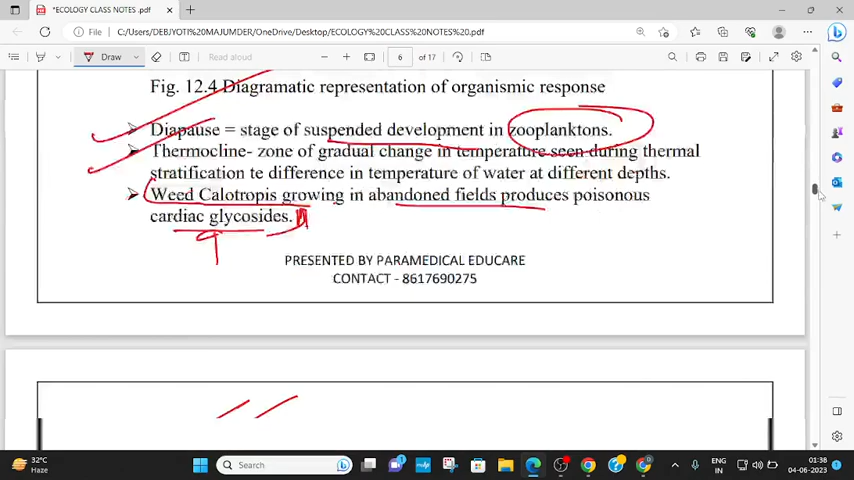 *ECOLOGY CLASS NOTES .pdf
File
C:/Users/DEBJYOTI%20MAJUMDER/OneDrive/Desktop/ECOLOGY%20CLASS%20NOTES%20.pdf
Draw
Read aloud
6
of 17
Fig. 12.4 Diagramatic representation of organismic response
➢ Diapause = stage of suspended development in zooplanktons.
➢ Thermocline- zone of gradual change in temperature seen during thermal
stratification te difference in temperature of water at different depths.
➢ Weed Calotropis growing in abandoned fields produces poisonous
cardiac glycosides.
PRESENTED BY PARAMEDICAL EDUCARE
CONTACT - 8617690275
32°C
Haze
Search
ENG
IN
01:38
04-06-2023